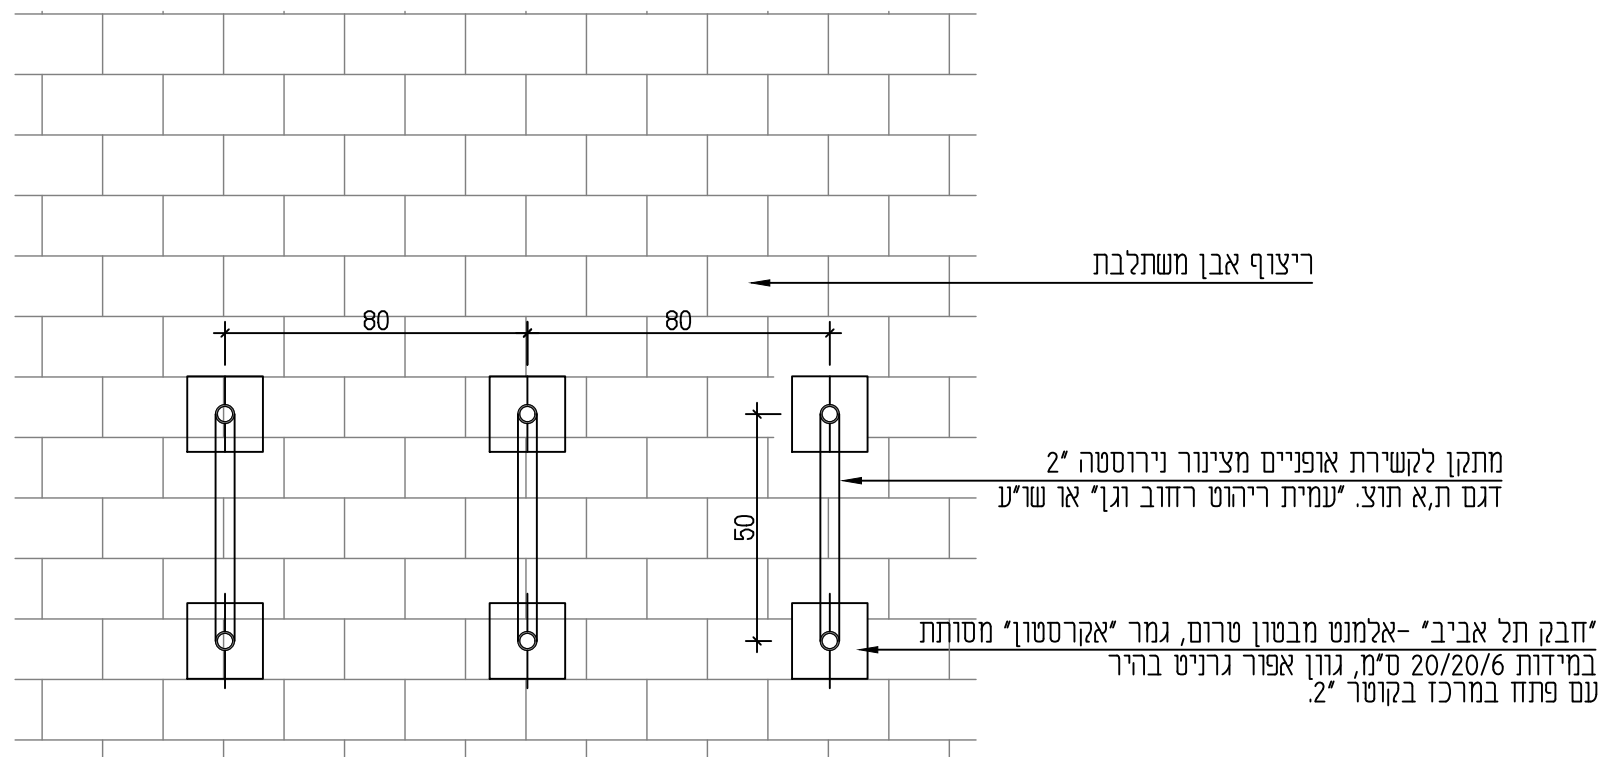 ריצוף אבן משתלבת
80
80
מתקן לקשירת אופניים מצינור נירוסטה "2
דגם ת,א תוצ. "עמית ריהוט רחוב וגן" או שו"ע
50
"חבק תל אביב" –אלמנט מבטון טרום, גמר "אקרסטון" מסותת
במידות 20/20/6 ס"מ, גוון אפור גרניט בהיר
עם פתח במרכז בקוטר "2.